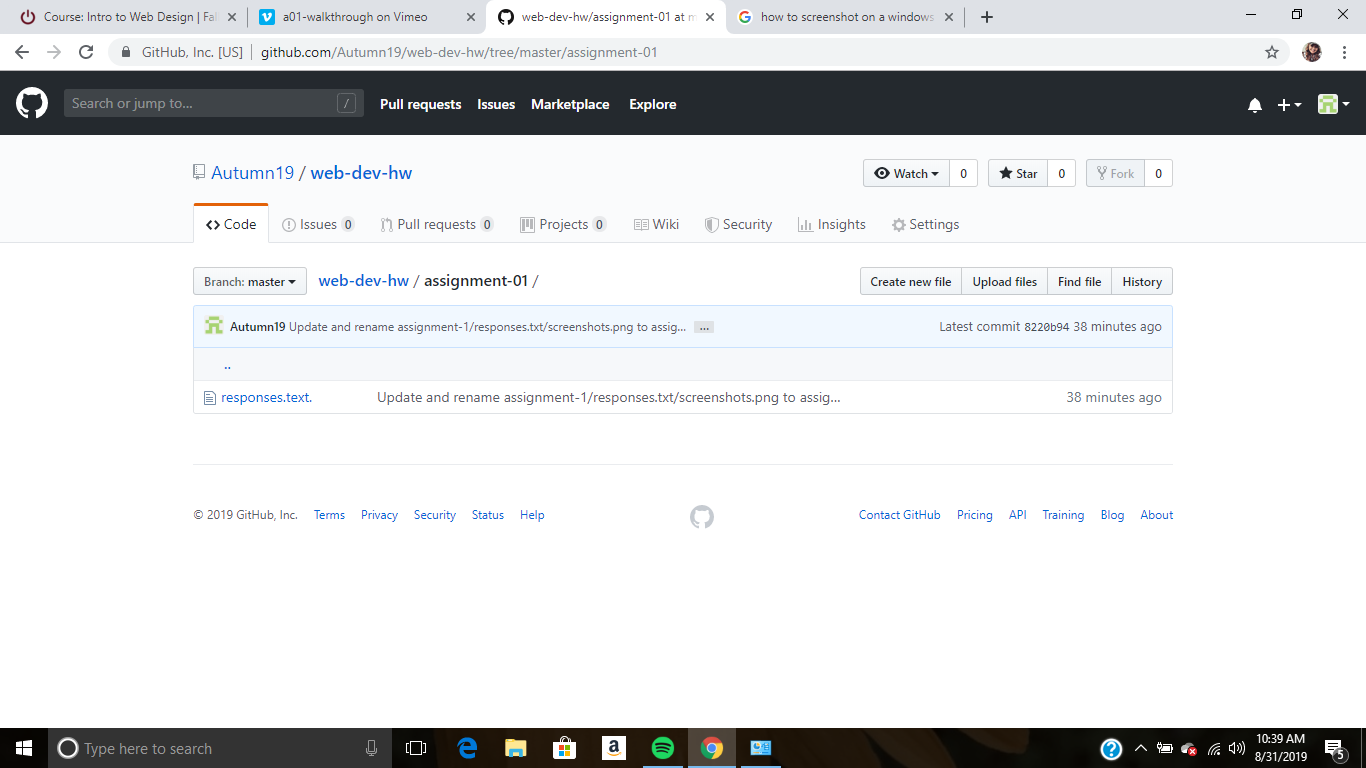 Course: Intro to Web Design | Fal
a01-walkthrough on Vimeo
web-dev-hw/assignment-01 at m
how to screenshot on a windows
GitHub, Inc. [US] | github.com/Autumn19/web-dev-hw/tree/master/assignment-01
Search or jump to... / Pull requests Issues Marketplace Explore
Autumn19 / web-dev-hw Watch 0 Star 0 Fork 0
Code Issues 0 Pull requests 0 Projects 0 Wiki Security Insights Settings
Branch: master web-dev-hw / assignment-01 / Create new file Upload files Find file History
Autumn19 Update and rename assignment-1/responses.txt/screenshots.png to assig... ... Latest commit 8220b94 38 minutes ago
..
responses.text. Update and rename assignment-1/responses.txt/screenshots.png to assig... 38 minutes ago
© 2019 GitHub, Inc. Terms Privacy Security Status Help Contact GitHub Pricing API Training Blog About
Type here to search
10:39 AM
8/31/2019
5